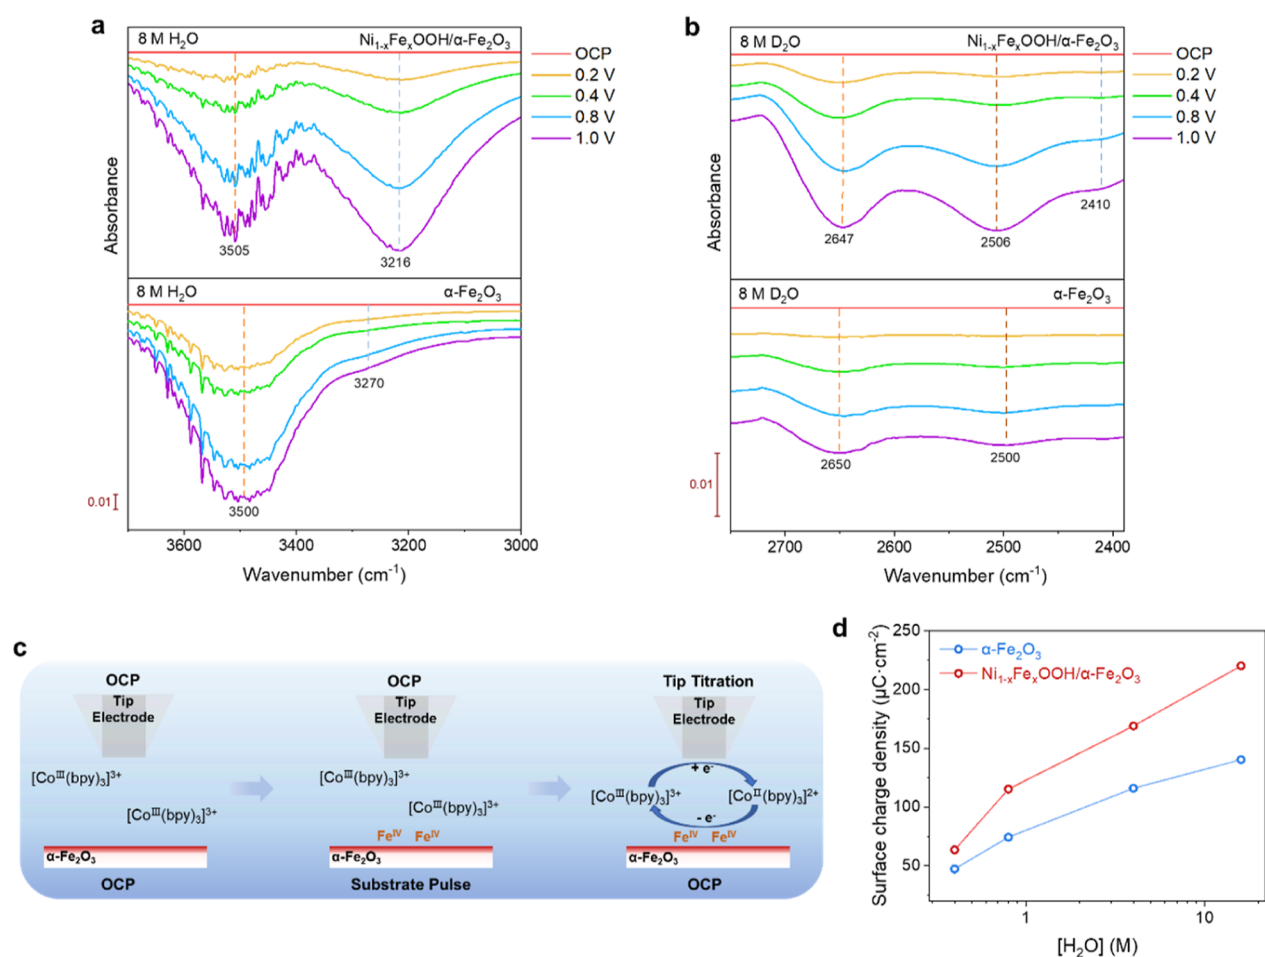 a
8 M H₂O
Ni₁₋ₓFeₓOOH/α-Fe₂O₃
OCP
0.2 V
0.4 V
0.8 V
1.0 V
Absorbance
3505
3216
8 M H₂O
α-Fe₂O₃
3270
3500
0.01
3600
3400
3200
3000
Wavenumber (cm⁻¹)
b
8 M D₂O
Ni₁₋ₓFeₓOOH/α-Fe₂O₃
OCP
0.2 V
0.4 V
0.8 V
1.0 V
Absorbance
2647
2506
2410
8 M D₂O
α-Fe₂O₃
2650
2500
0.01
2700
2600
2500
2400
Wavenumber (cm⁻¹)
c
OCP
Tip
Electrode
[Coᴵᴵᴵ(bpy)₃]³⁺
[Coᴵᴵᴵ(bpy)₃]³⁺
α-Fe₂O₃
OCP
OCP
Tip
Electrode
[Coᴵᴵᴵ(bpy)₃]³⁺
[Coᴵᴵᴵ(bpy)₃]³⁺
Feᴵⱽ Feᴵⱽ
α-Fe₂O₃
Substrate Pulse
Tip Titration
Tip
Electrode
+ e⁻
[Coᴵᴵᴵ(bpy)₃]³⁺
[Coᴵᴵ(bpy)₃]²⁺
- e⁻
Feᴵⱽ Feᴵⱽ
α-Fe₂O₃
OCP
d
Surface charge density (μC·cm⁻²)
250
200
150
100
50
α-Fe₂O₃
Ni₁₋ₓFeₓOOH/α-Fe₂O₃
1
10
[H₂O] (M)